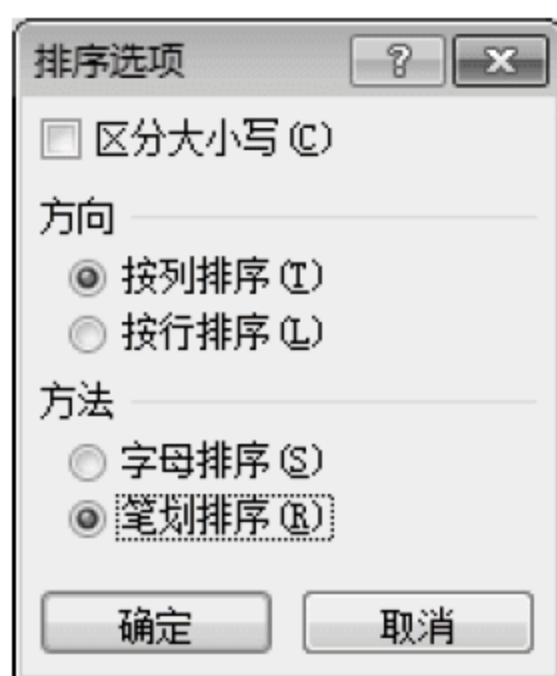 排序选项
区分大小写(C)
方向
按列排序(T)
按行排序(L)
方法
字母排序(S)
笔划排序(R)
确定 取消